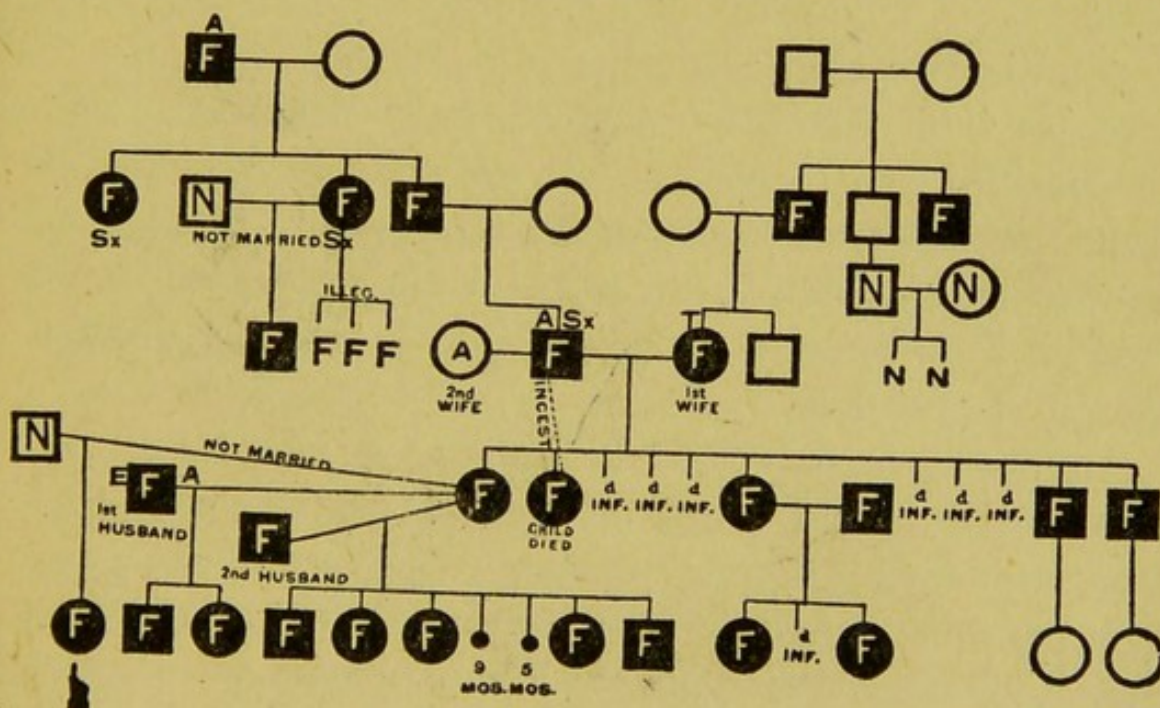 A
F
F N F F F F
Sx NOT MARRIED Sx
N N
ILLEG.
A Sx T
F F F F A F F N N
2nd WIFE
1st WIFE
INCEST
N
NOT MARRIED
E F A
F F d d d F F d d d F F
INF. INF. INF. INF. INF. INF.
1st HUSBAND
CHILD DIED
F
2nd HUSBAND
F F F F F F F F F d F
INF.
9 5
MOS. MOS.